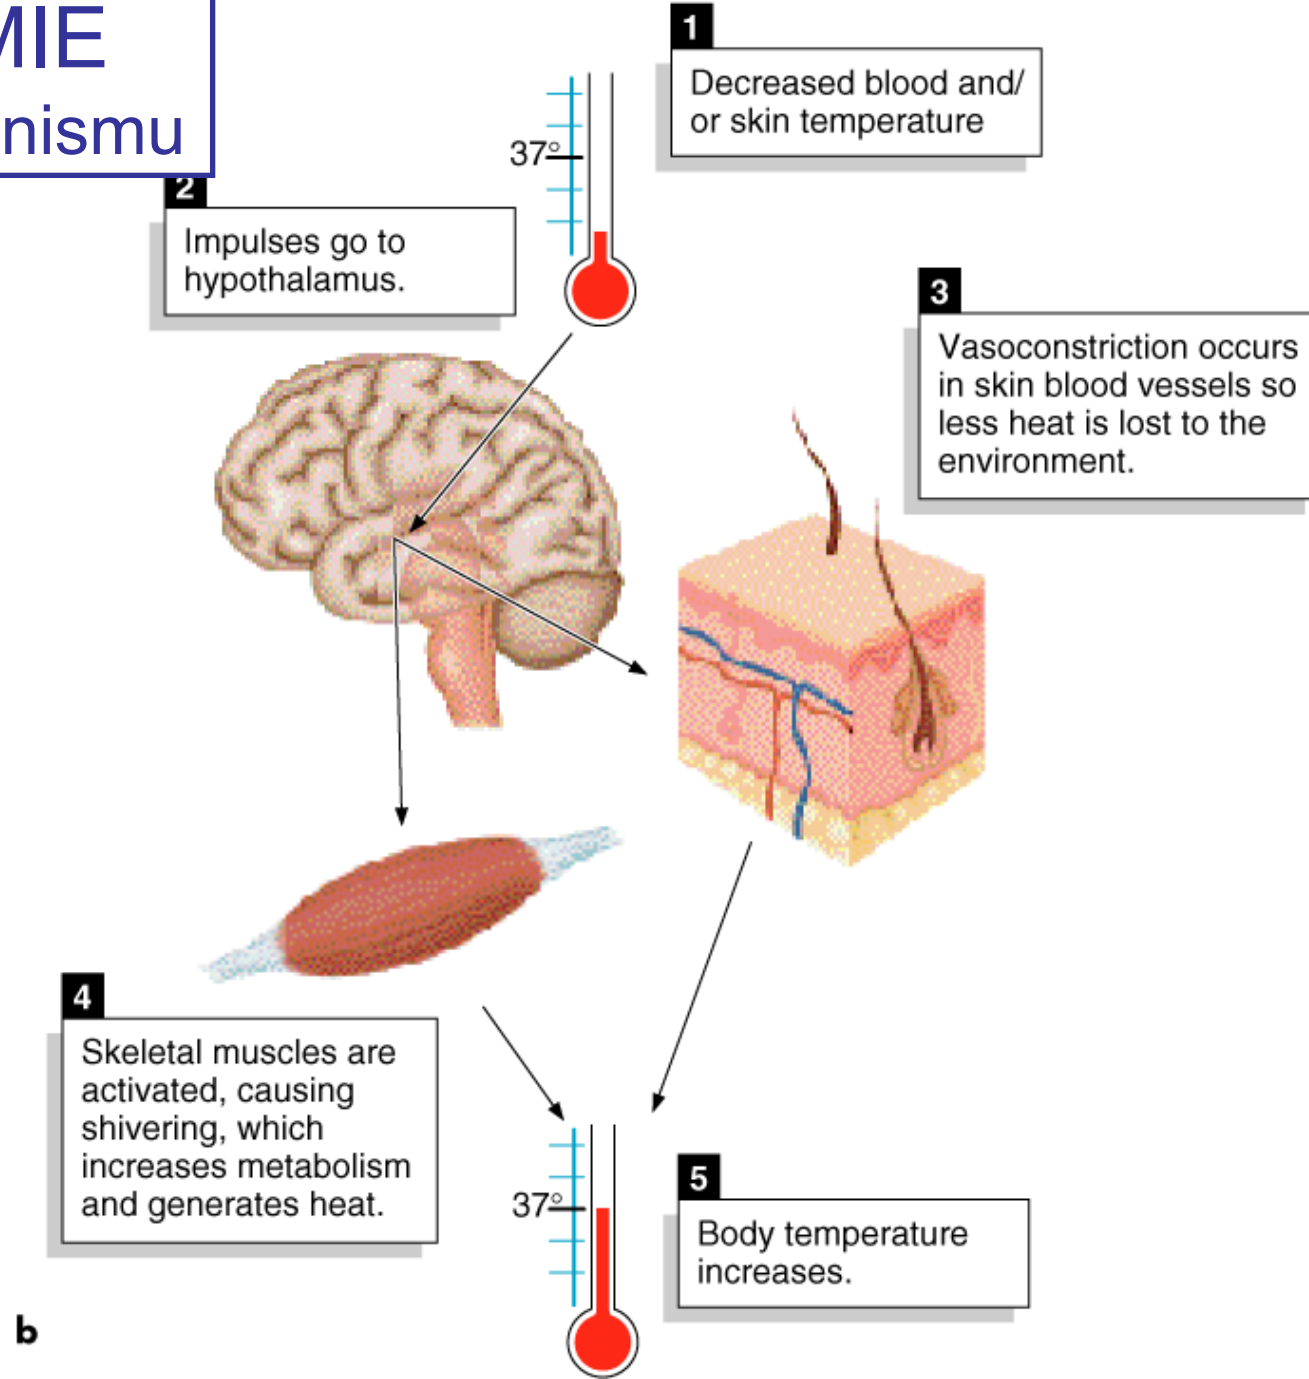 MIE
nismu
1
Decreased blood and/
or skin temperature
37°
2
Impulses go to
hypothalamus.
3
Vasoconstriction occurs
in skin blood vessels so
less heat is lost to the
environment.
4
Skeletal muscles are
activated, causing
shivering, which
increases metabolism
and generates heat.
37°
5
Body temperature
increases.
b